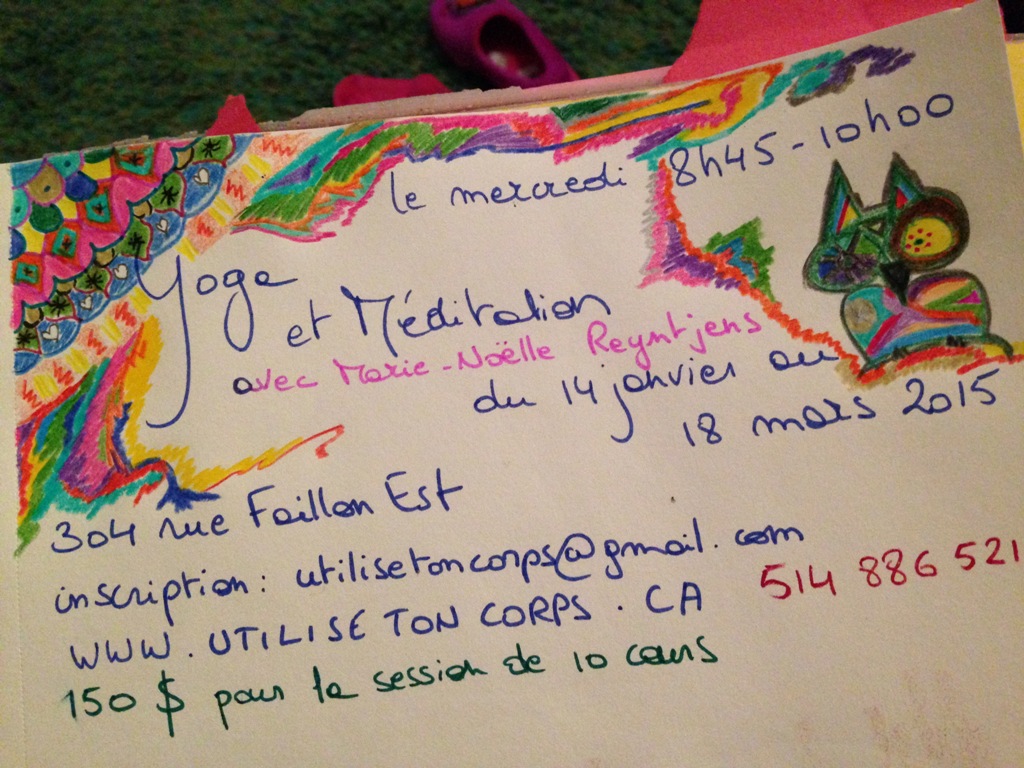 le mercredi 8h45-10h00
Yoga
et Méditation
avec Marie-Noëlle Reyntjens
du 14 janvier au
18 mars 2015
304 rue Faillon Est
inscription: utilisetoncorps@gmail.com
WWW.UTILISE TON CORPS.CA 514 886 521
150 $ pour la session de 10 cours